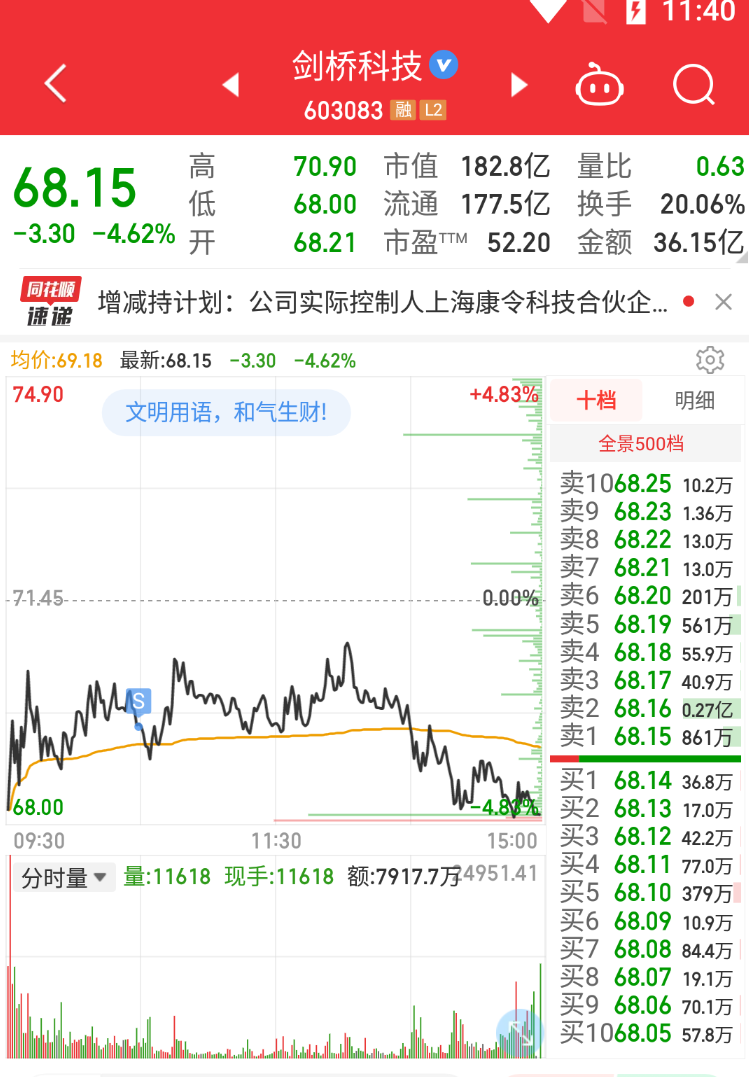 11:40
剑桥科技
603083 融 L2
68.15
-3.30 -4.62%
高 70.90 市值 182.8亿 量比 0.63
低 68.00 流通 177.5亿 换手 20.06%
开 68.21 市盈TTM 52.20 金额 36.15亿
同花顺
速递
增减持计划：公司实际控制人上海康令科技合伙企...
均价:69.18 最新:68.15 -3.30 -4.62%
74.90 +4.83%
文明用语，和气生财!
71.45 0.00%
S
68.00 -4.83%
09:30 11:30 15:00
分时量 量:11618 现手:11618 额:7917.7万 24951.41
十档 明细
全景500档
卖10 68.25 10.2万
卖9 68.23 1.36万
卖8 68.22 13.0万
卖7 68.21 13.0万
卖6 68.20 201万
卖5 68.19 561万
卖4 68.18 55.9万
卖3 68.17 40.9万
卖2 68.16 0.27亿
卖1 68.15 861万
买1 68.14 36.8万
买2 68.13 17.0万
买3 68.12 42.2万
买4 68.11 77.0万
买5 68.10 379万
买6 68.09 10.9万
买7 68.08 84.4万
买8 68.07 19.1万
买9 68.06 70.1万
买10 68.05 57.8万